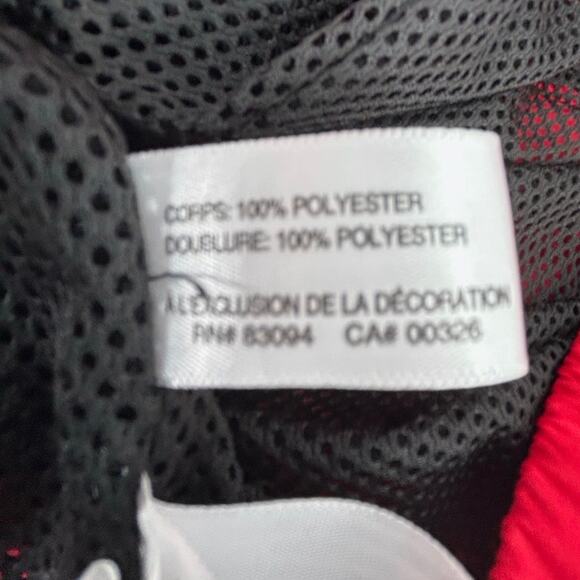 CORPS: 100% POLYESTER
DOUBLURE: 100% POLYESTER
À L'EXCLUSION DE LA DÉCORATION
RN# 83094 CA# 00326